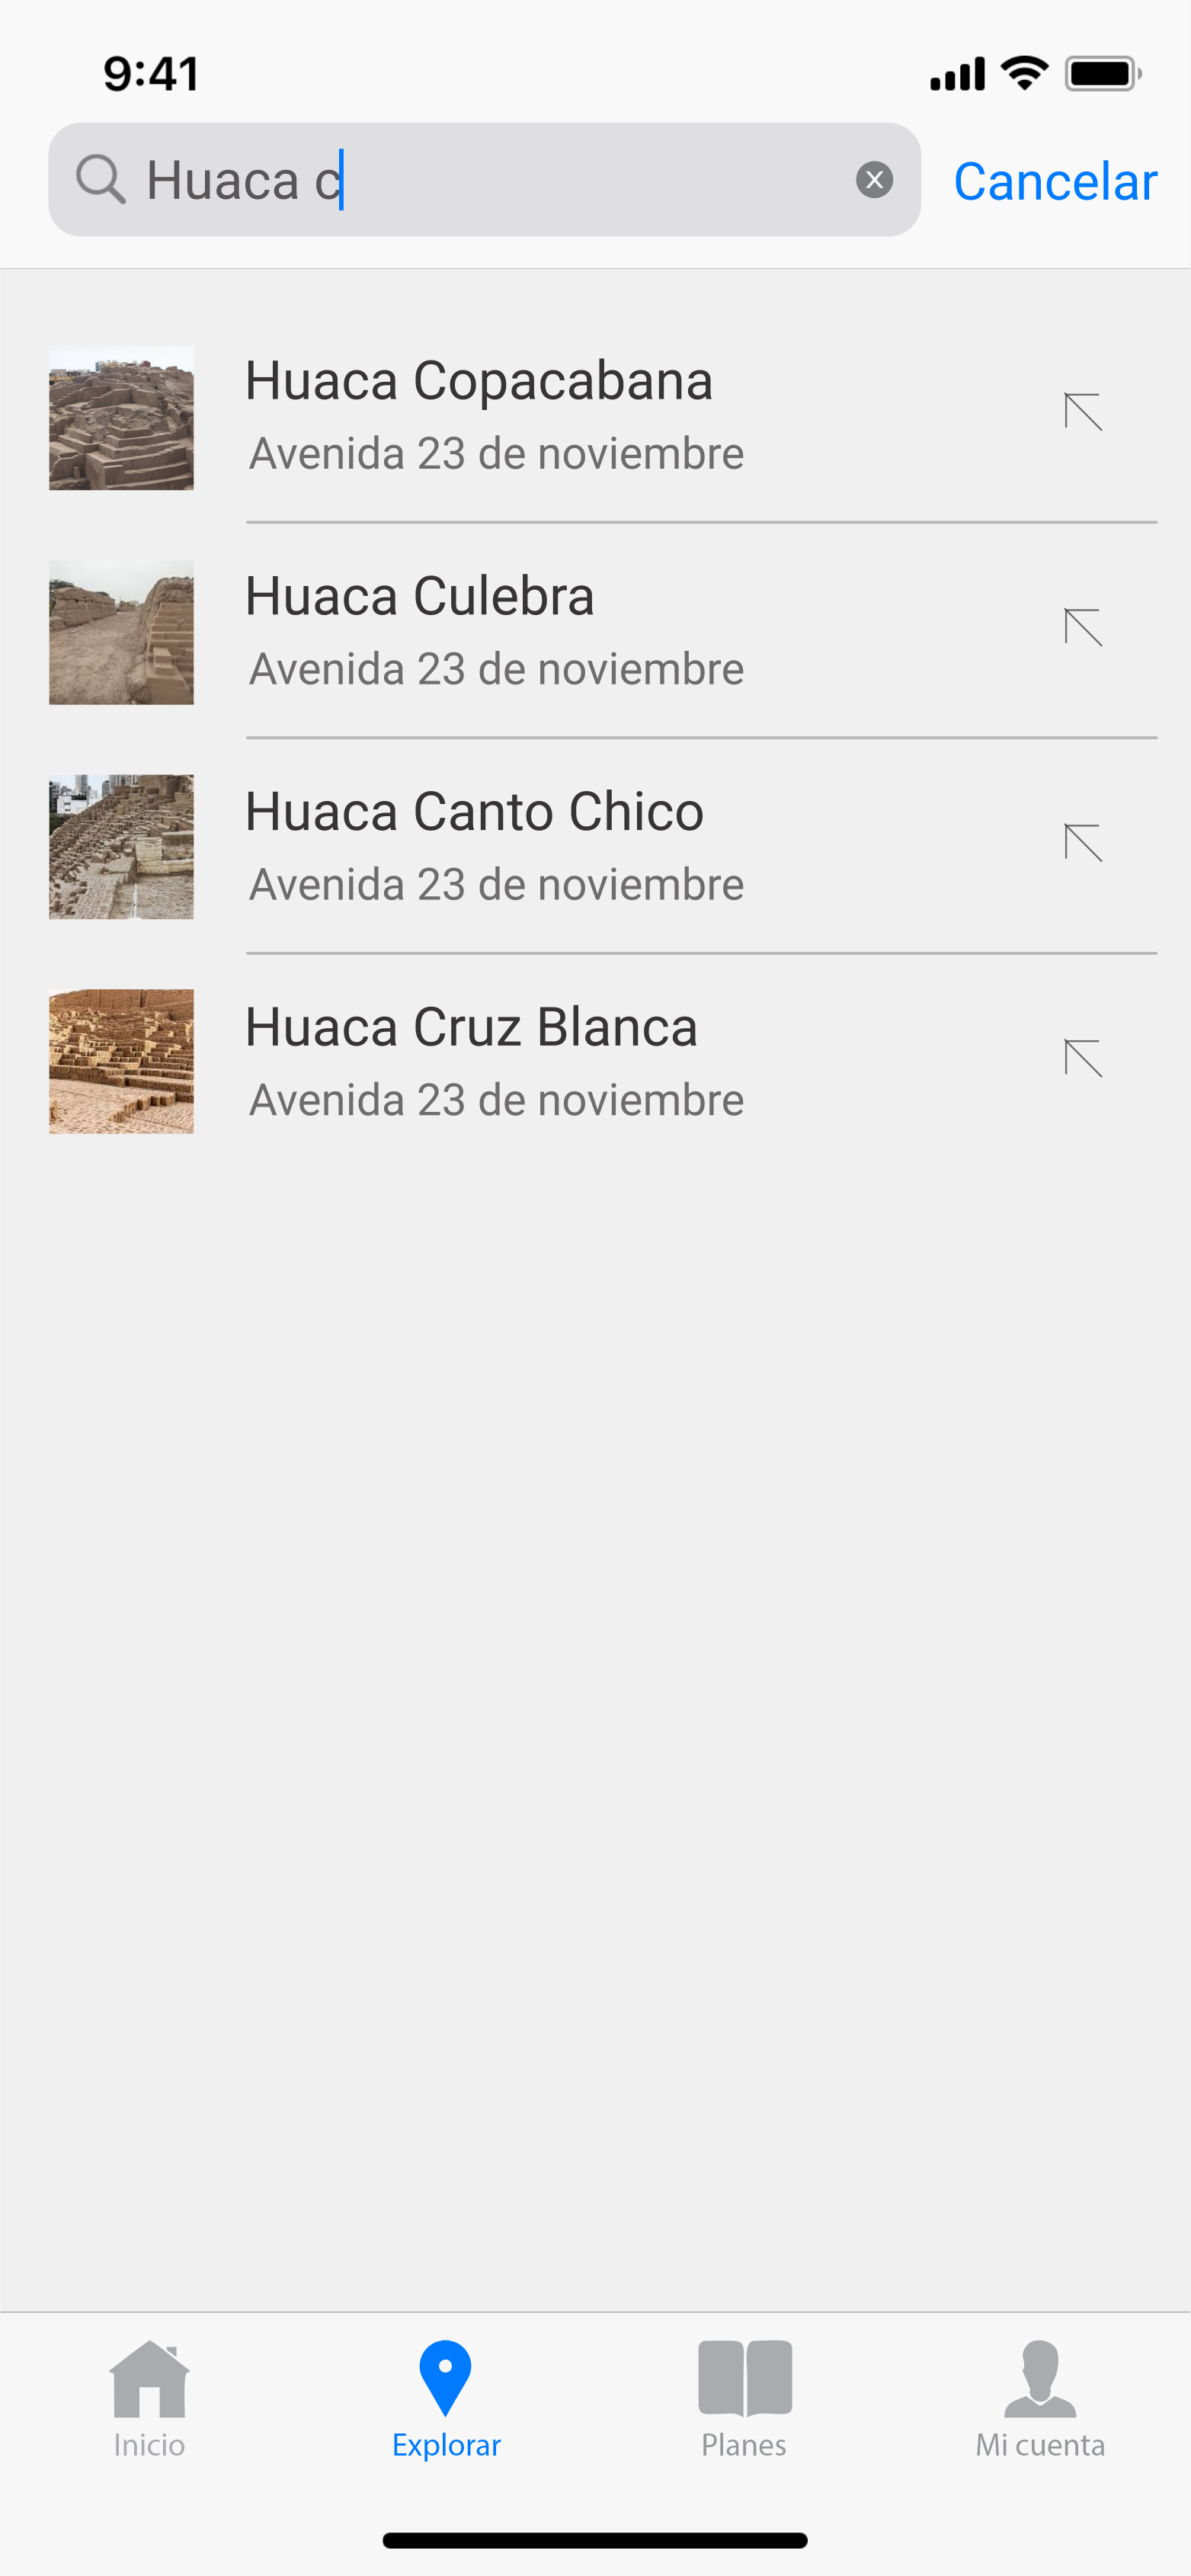 9:41
Huaca c
Cancelar
Huaca Copacabana
Avenida 23 de noviembre
Huaca Culebra
Avenida 23 de noviembre
Huaca Canto Chico
Avenida 23 de noviembre
Huaca Cruz Blanca
Avenida 23 de noviembre
Inicio
Explorar
Planes
Mi cuenta